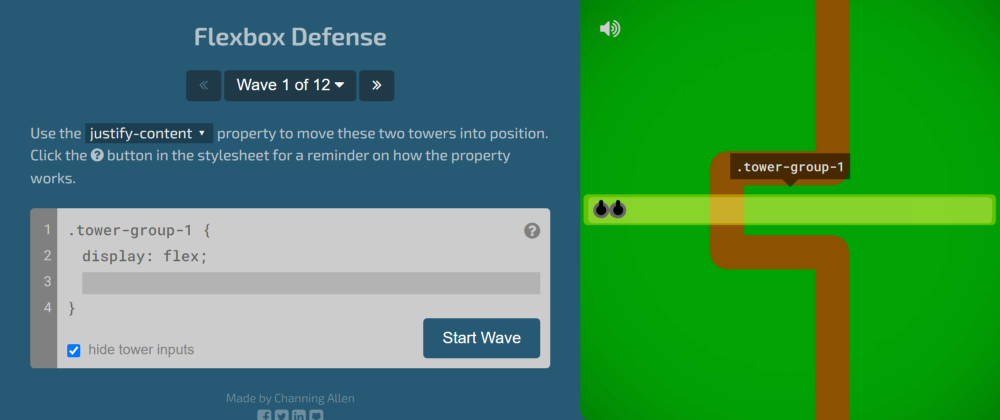 Flexbox Defense
« Wave 1 of 12 »
Use the justify-content property to move these two towers into position.
Click the ? button in the stylesheet for a reminder on how the property
works.
.tower-group-1
1 .tower-group-1 { ?
2 display: flex;
3
4 }
hide tower inputs
Start Wave
Made by Channing Allen